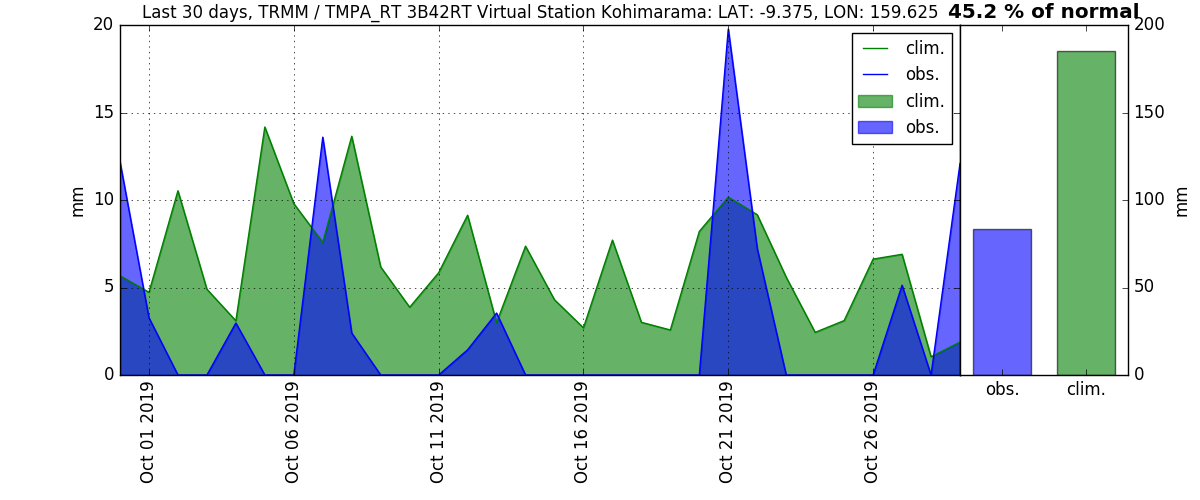 Last 30 days, TRMM / TMPA_RT 3B42RT Virtual Station Kohimarama: LAT: -9.375, LON: 159.625 45.2 % of normal
20
15
10
5
0
mm
Oct 01 2019
Oct 06 2019
Oct 11 2019
Oct 16 2019
Oct 21 2019
Oct 26 2019
clim.
obs.
clim.
obs.
200
150
100
50
0
mm
obs.
clim.